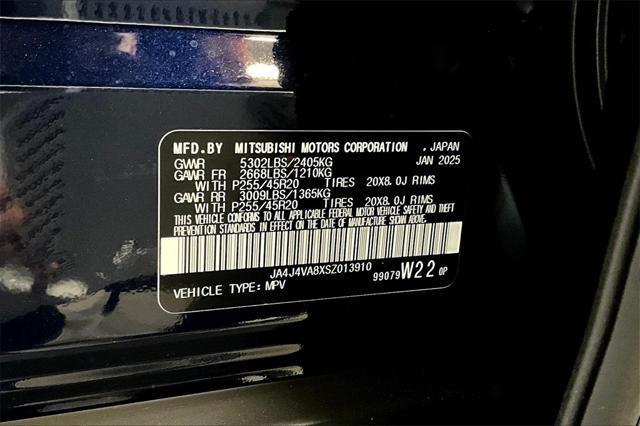 MFD.BY MITSUBISHI MOTORS CORPORATION , JAPAN
GVWR 5302LBS/2405KG JAN 2025
GAWR FR 2668LBS/1210KG
WITH P255/45R20 TIRES 20X8.0J RIMS
GAWR RR 3009LBS/1365KG
WITH P255/45R20 TIRES 20X8.0J RIMS
THIS VEHICLE CONFORMS TO ALL APPLICABLE FEDERAL MOTOR VEHICLE SAFETY AND THEFT
PREVENTION STANDARDS IN EFFECT ON THE DATE OF MANUFACTURE SHOWN ABOVE.
JA4J4VA8XSZ013910
99079 W22 0P
VEHICLE TYPE: MPV